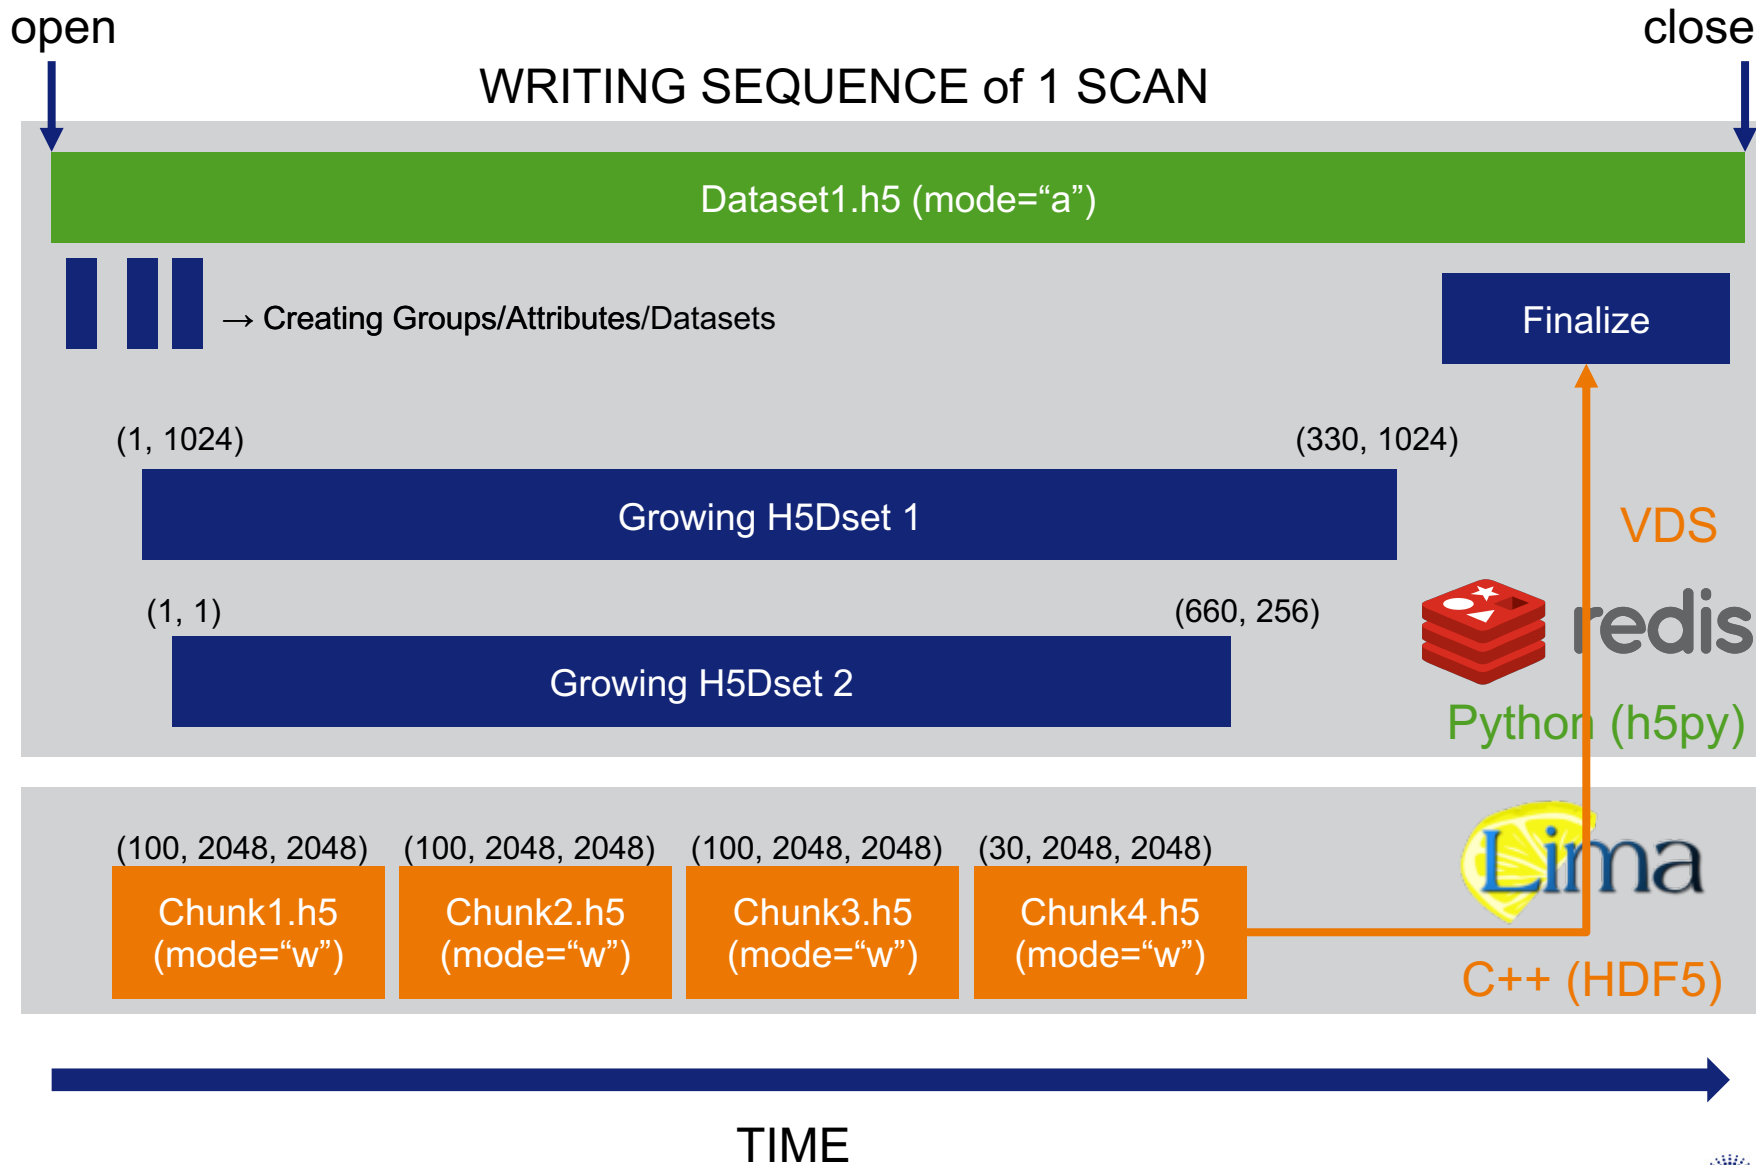 open
close
WRITING SEQUENCE of 1 SCAN
Dataset1.h5 (mode=“a”)
→ Creating Groups/Attributes/Datasets
Finalize
(1, 1024)
(330, 1024)
Growing H5Dset 1
VDS
(1, 1)
(660, 256)
redis
Growing H5Dset 2
Python (h5py)
(100, 2048, 2048) (100, 2048, 2048) (100, 2048, 2048) (30, 2048, 2048)
Lima
Chunk1.h5 Chunk2.h5 Chunk3.h5 Chunk4.h5
(mode=“w”) (mode=“w”) (mode=“w”) (mode=“w”)
C++ (HDF5)
TIME